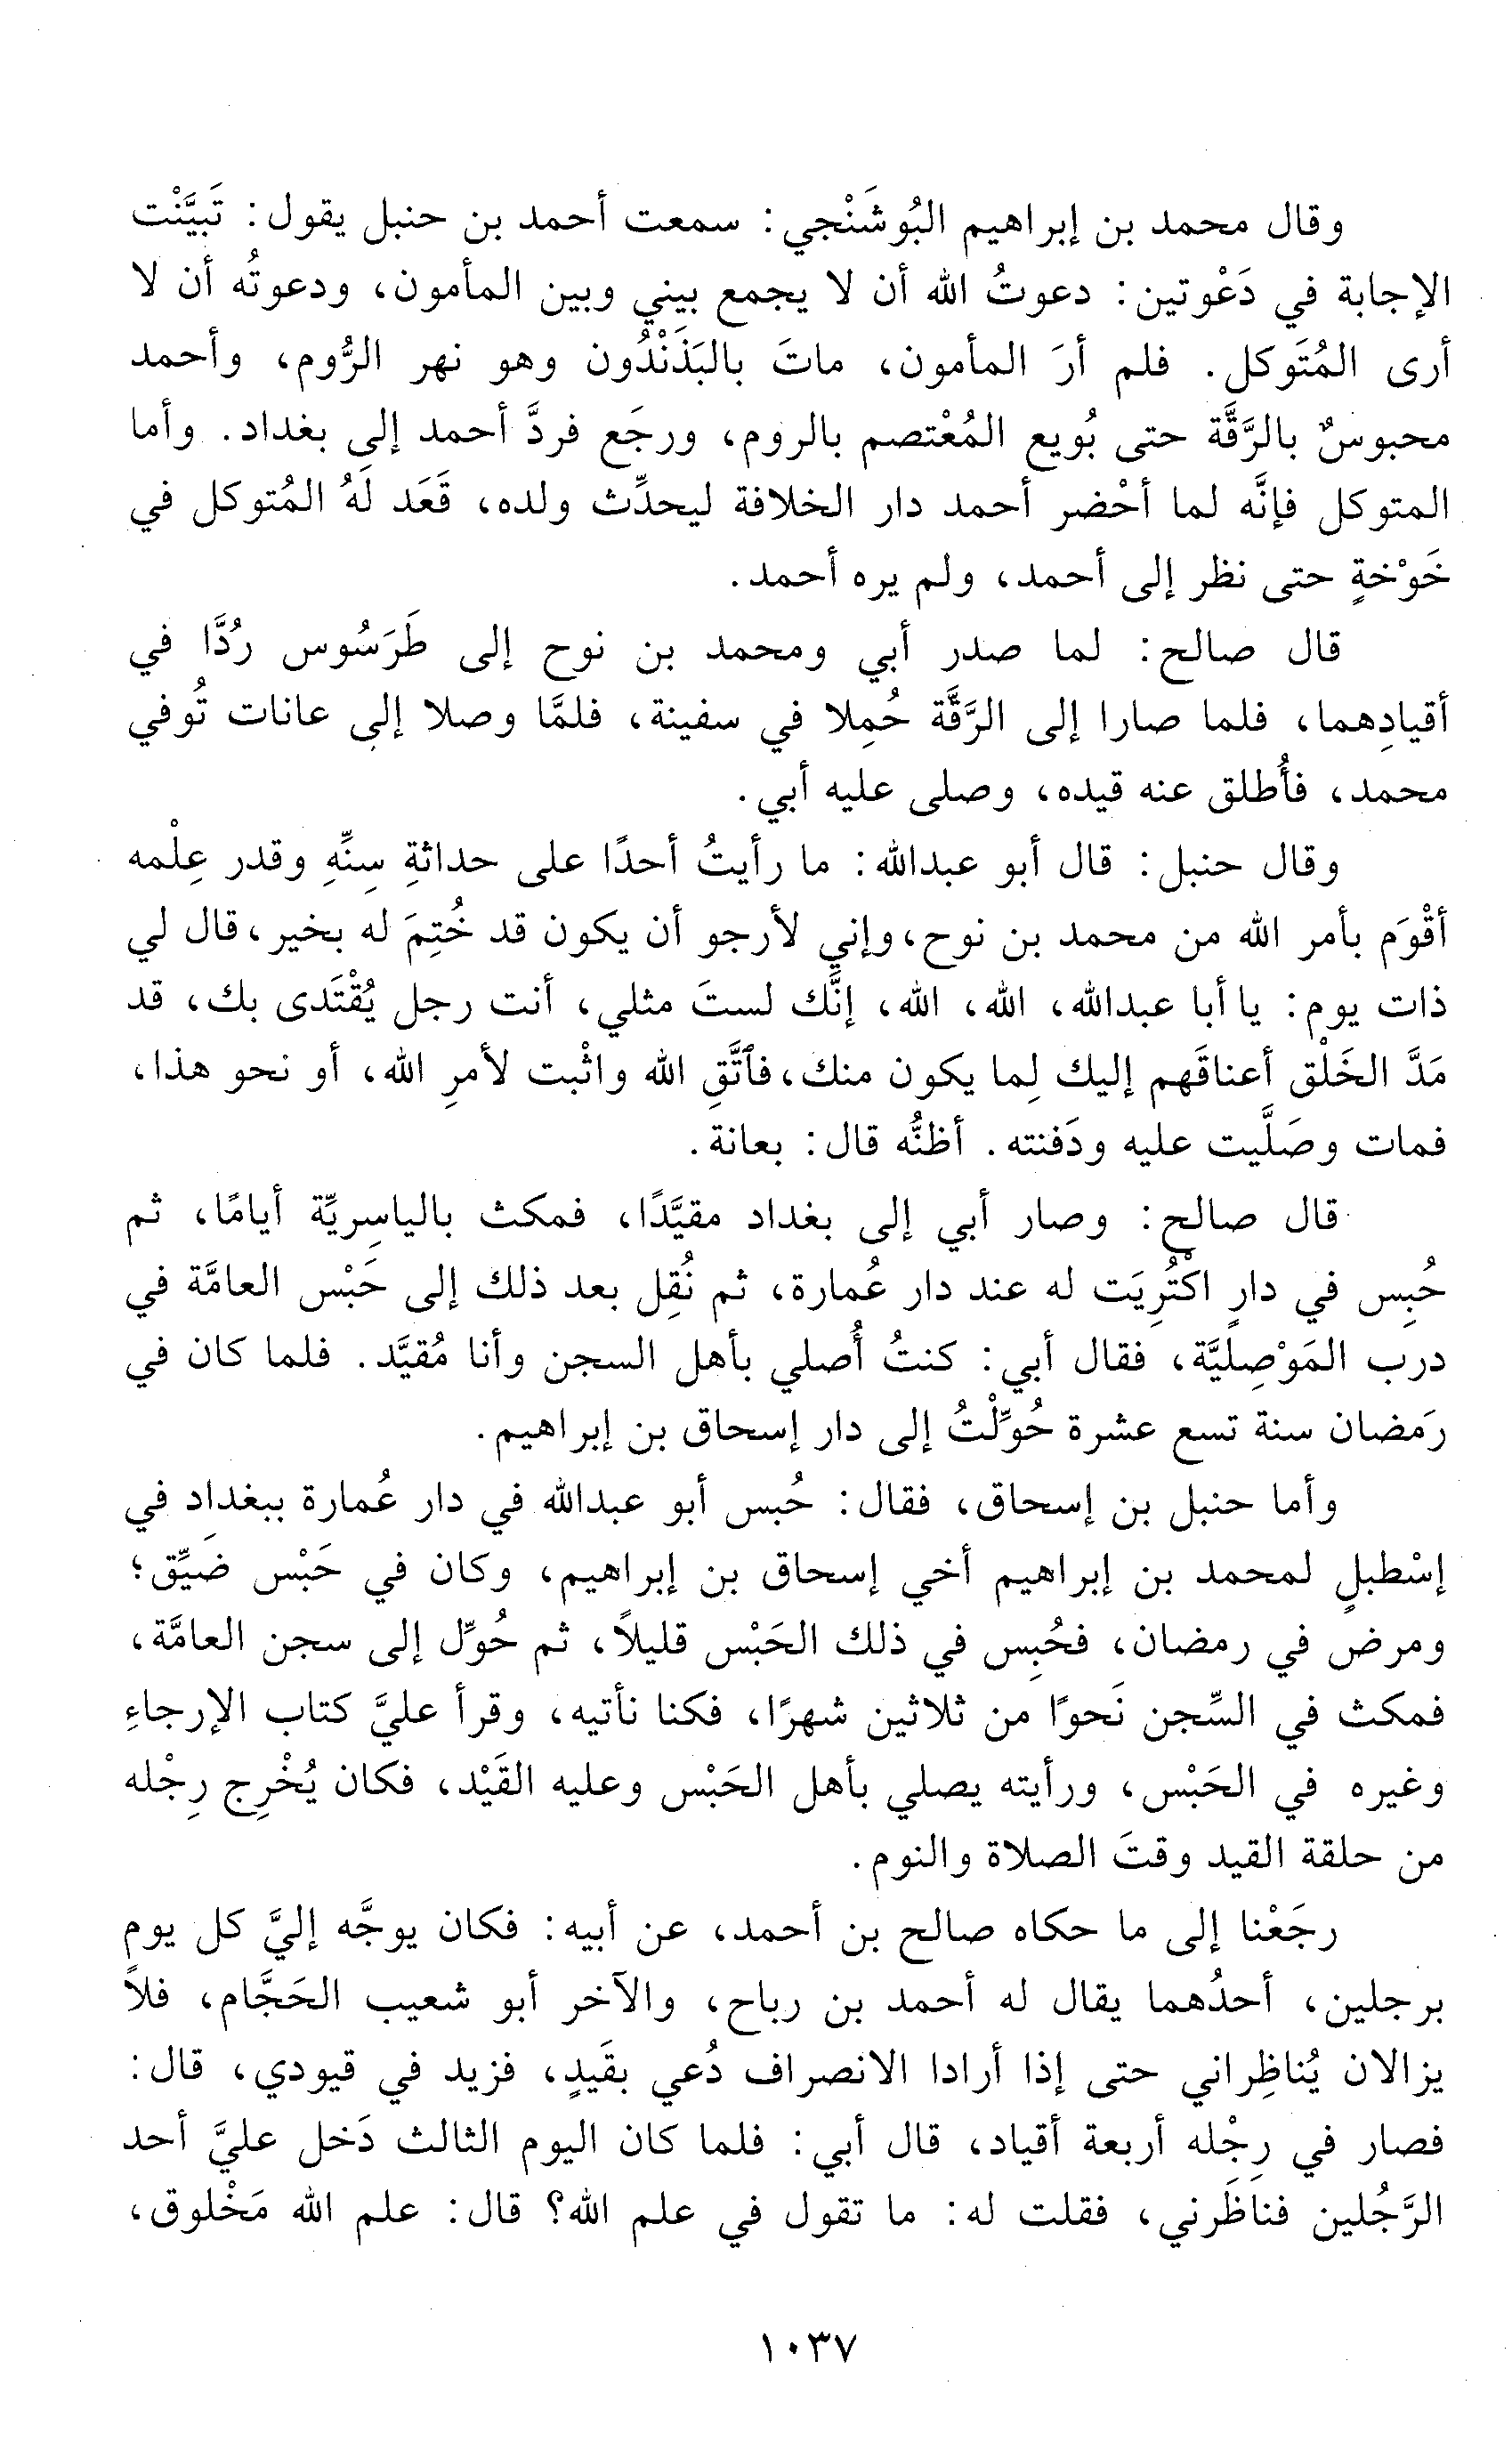 وقال محمد بن إبراهيم البُوشَنْجي: سمعت أحمد بن حنبل يقول: تَبيَّنْت
الإجابة في دَعْوتين: دعوتُ الله أن لا يجمع بيني وبين المأمون، ودعوتُه أن لا
أرى المُتَوكل. فلم أرَ المأمون، ماتَ بالبَذَنْدُون وهو نهر الرُّوم، وأحمد
محبوسٌ بالرَّقَّة حتى بُويع المُعْتصم بالروم، ورجَع فردَّ أحمد إلى بغداد. وأما
المتوكل فإنَّه لما أحْضر أحمد دار الخلافة ليحدِّث ولده، قَعَد لَهُ المُتوكل في
خَوْخةٍ حتى نظر إلى أحمد، ولم يره أحمد.
قال صالح: لما صدر أبي ومحمد بن نوح إلى طَرَسُوس رُدَّا في
أقيادِهما، فلما صارا إلى الرَّقَّة حُمِلا في سفينة، فلمَّا وصلا إلى عانات تُوفي
محمد، فأُطلق عنه قيده، وصلى عليه أبي.
وقال حنبل: قال أبو عبدالله: ما رأيتُ أحدًا على حداثةِ سِنِّهِ وقدر عِلْمه
أقْوَم بأمر الله من محمد بن نوح، وإني لأرجو أن يكون قد خُتِمَ له بخير، قال لي
ذات يوم: يا أبا عبدالله، الله، الله، إنَّك لستَ مثلي، أنت رجل يُقْتَدى بك، قد
مَدَّ الخَلْق أعناقَهم إليك لِما يكون منك، فٱتَّقِ الله واثْبت لأمرِ الله، أو نحو هذا،
فمات وصَلَّيت عليه ودَفنته. أظنُّه قال: بعانة.
قال صالح: وصار أبي إلى بغداد مقيَّدًا، فمكث بالياسِريِّة أيامًا، ثم
حُبِس في دارٍ اكْتُرِيَت له عند دار عُمارة، ثم نُقِل بعد ذلك إلى حَبْس العامَّة في
درب المَوْصِليَّة، فقال أبي: كنتُ أُصلي بأهل السجن وأنا مُقيَّد. فلما كان في
رَمضان سنة تسع عشرة حُوِّلْتُ إلى دار إسحاق بن إبراهيم.
وأما حنبل بن إسحاق، فقال: حُبس أبو عبدالله في دار عُمارة ببغدادِ في
إسْطبلٍ لمحمد بن إبراهيم أخي إسحاق بن إبراهيم، وكان في حَبْس ضيِّق؛
ومرض في رمضان، فحُبِس في ذلك الحَبْس قليلاً، ثم حُوِّل إلى سجن العامَّة،
فمكث في السِّجن نَحوًا من ثلاثين شهرًا، فكنا نأتيه، وقرأ عليَّ كتاب الإرجاءِ
وغيره في الحَبْس، ورأيته يصلي بأهل الحَبْس وعليه القَيْد، فكان يُخْرِج رِجْله
من حلقة القيد وقتَ الصلاة والنوم.
رجَعْنا إلى ما حكاه صالح بن أحمد، عن أبيه: فكان يوجَّه إليَّ كل يوم
برجلين، أحدُهما يقال له أحمد بن رباح، والآخر أبو شعيب الحَجَّام، فلاً
يزالان يُناظِراني حتى إذا أرادا الانصراف دُعي بقَيدٍ، فزيد في قيودي، قال:
فصار في رِجْله أربعة أقياد، قال أبي: فلما كان اليوم الثالث دَخل عليَّ أحد
الرَّجُلين فناظَرني، فقلت له: ما تقول في علم الله؟ قال: علم الله مَخْلوق،
١٠٣٧